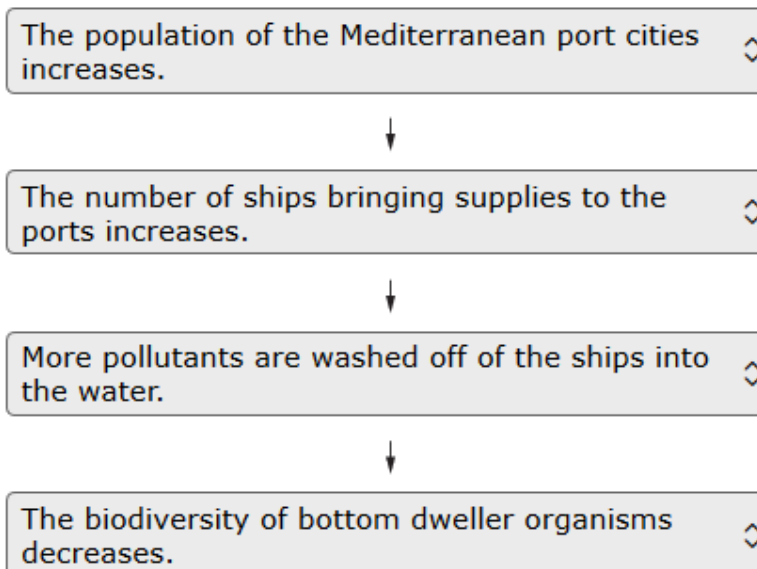 The population of the Mediterranean port cities
increases.
The number of ships bringing supplies to the
ports increases.
More pollutants are washed off of the ships into
the water.
The biodiversity of bottom dweller organisms
decreases.